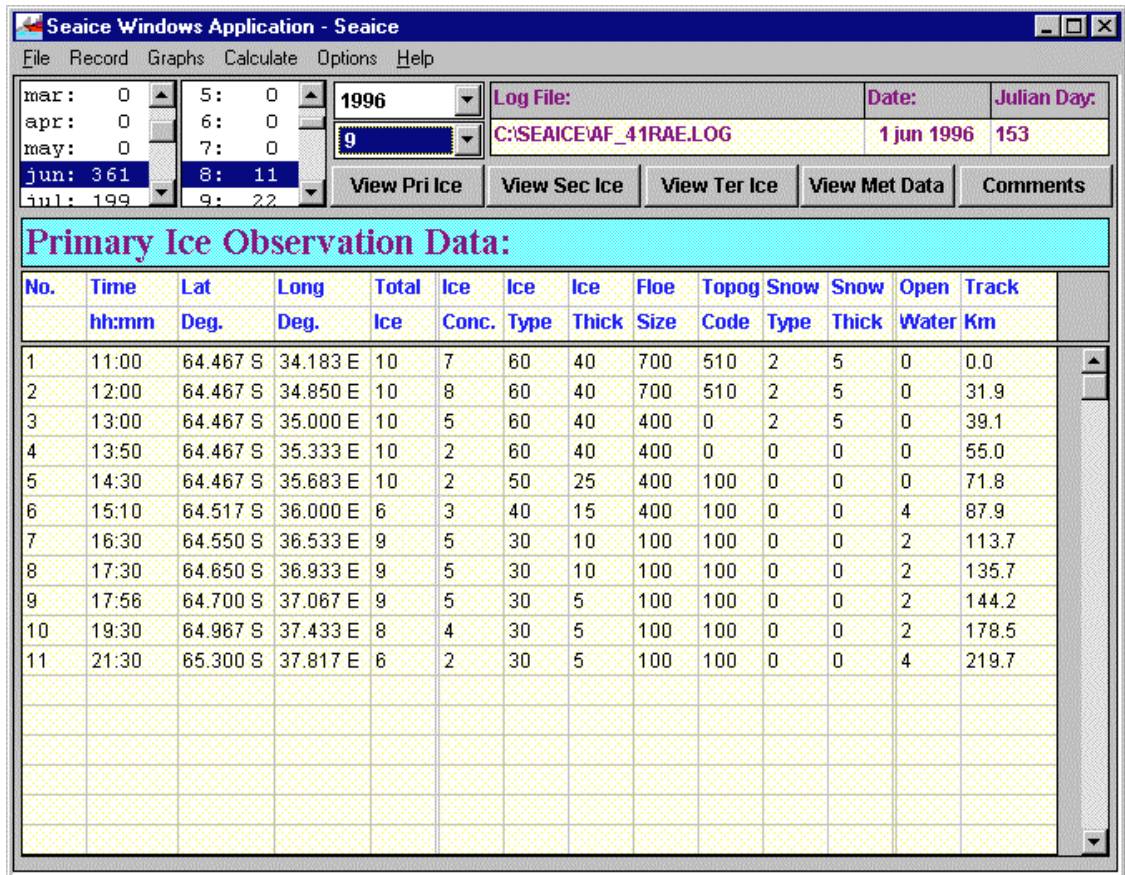 Seaice Windows Application - Seaice
File Record Graphs Calculate Options Help
mar: 0 5: 0 1996 Log File: Date: Julian Day:
apr: 0 6: 0
may: 0 7: 0 9 C:\SEAICE\AF_41RAE.LOG 1 jun 1996 153
jun: 361 8: 11
jul: 199 9: 22 View Pri Ice View Sec Ice View Ter Ice View Met Data Comments
Primary Ice Observation Data:
No. Time Lat Long Total Ice Ice Ice Floe Topog Snow Snow Open Track
hh:mm Deg. Deg. Ice Conc. Type Thick Size Code Type Thick Water Km
1 11:00 64.467 S 34.183 E 10 7 60 40 700 510 2 5 0 0.0
2 12:00 64.467 S 34.850 E 10 8 60 40 700 510 2 5 0 31.9
3 13:00 64.467 S 35.000 E 10 5 60 40 400 0 2 5 0 39.1
4 13:50 64.467 S 35.333 E 10 2 60 40 400 0 0 0 0 55.0
5 14:30 64.467 S 35.683 E 10 2 50 25 400 100 0 0 0 71.8
6 15:10 64.517 S 36.000 E 6 3 40 15 400 100 0 0 4 87.9
7 16:30 64.550 S 36.533 E 9 5 30 10 100 100 0 0 2 113.7
8 17:30 64.650 S 36.933 E 9 5 30 10 100 100 0 0 2 135.7
9 17:56 64.700 S 37.067 E 9 5 30 5 100 100 0 0 2 144.2
10 19:30 64.967 S 37.433 E 8 4 30 5 100 100 0 0 2 178.5
11 21:30 65.300 S 37.817 E 6 2 30 5 100 100 0 0 4 219.7